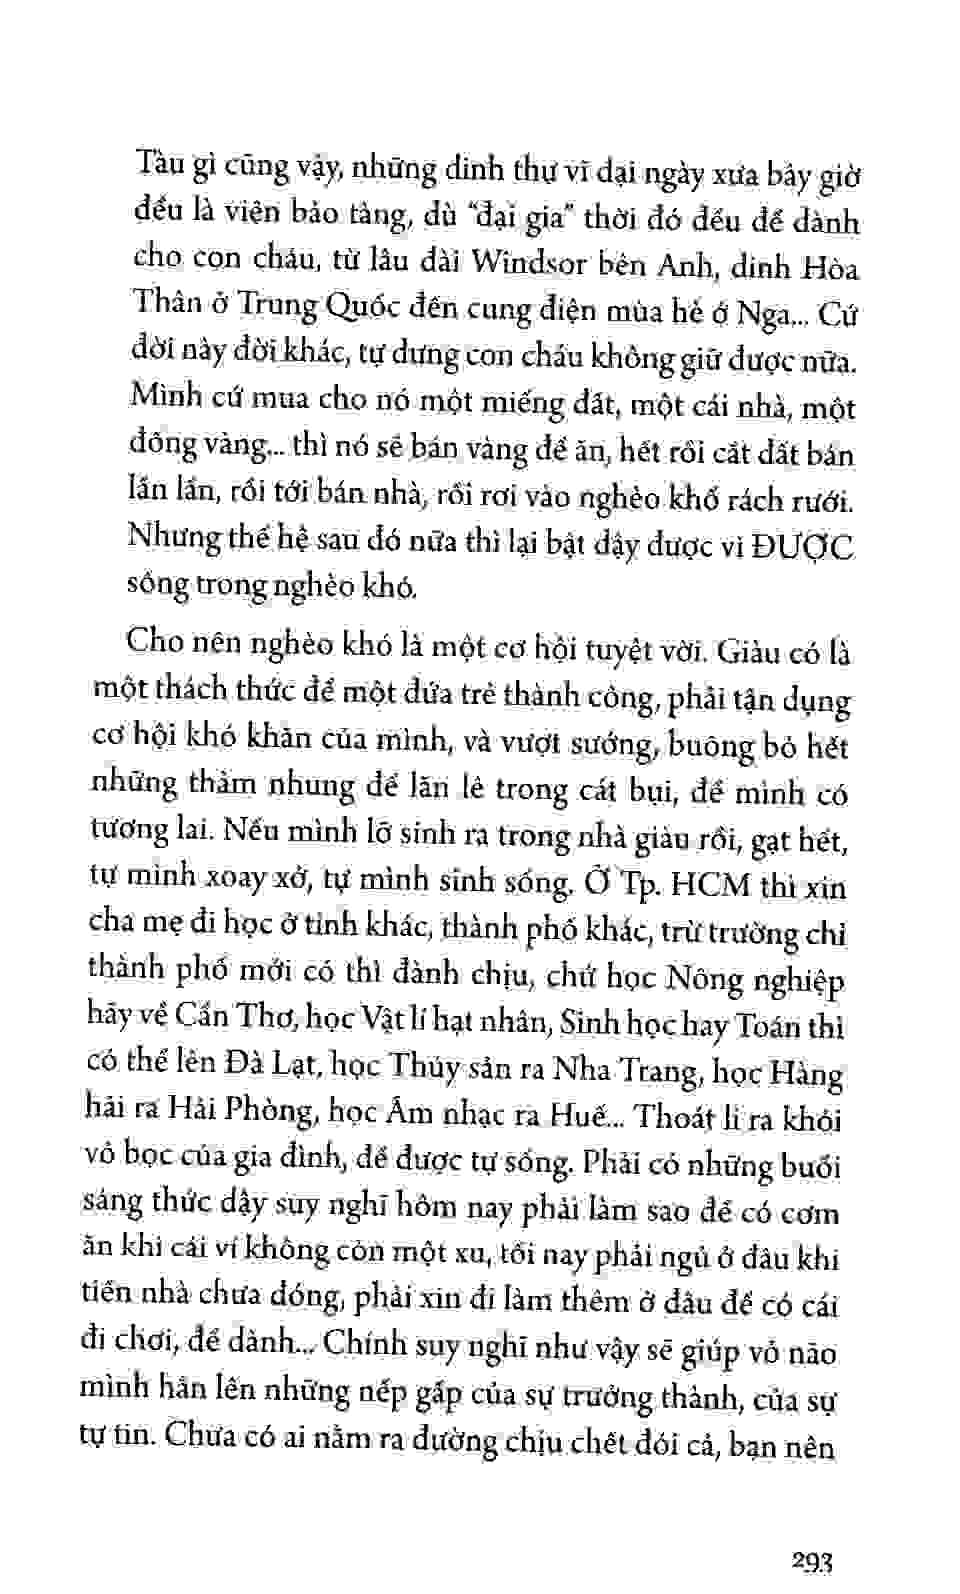 Tàu gì cũng vậy, những dinh thự vĩ đại ngày xưa bây giờ
đều là viện bảo tàng, dù “đại gia” thời đó đều để dành
cho con cháu, từ lâu đài Windsor bên Anh, dinh Hòa
Thân ở Trung Quốc đến cung điện mùa hè ở Nga... Cứ
đời này đời khác, tự dưng con cháu không giữ được nữa.
Mình cứ mua cho nó một miếng đất, một cái nhà, một
đống vàng... thì nó sẽ bán vàng để ăn, hết rồi cắt đất bán
lần lần, rồi tới bán nhà, rồi rơi vào nghèo khổ rách rưới.
Nhưng thế hệ sau đó nữa thì lại bật dậy được vì ĐƯỢC
sống trong nghèo khó.
Cho nên nghèo khó là một cơ hội tuyệt vời. Giàu có là
một thách thức để một đứa trẻ thành công, phải tận dụng
cơ hội khó khăn của mình, và vượt sướng, buông bỏ hết
những thảm nhung để lăn lê trong cát bụi, để mình có
tương lai. Nếu mình lỡ sinh ra trong nhà giàu rồi, gạt hết,
tự mình xoay xở, tự mình sinh sống. Ở Tp. HCM thì xin
cha mẹ đi học ở tỉnh khác, thành phố khác, trừ trường chỉ
thành phố mới có thì đành chịu, chứ học Nông nghiệp
hãy về Cần Thơ, học Vật lí hạt nhân, Sinh học hay Toán thì
có thể lên Đà Lạt, học Thủy sản ra Nha Trang, học Hàng
hải ra Hải Phòng, học Âm nhạc ra Huế... Thoát li ra khỏi
vỏ bọc của gia đình, để được tự sống. Phải có những buổi
sáng thức dậy suy nghĩ hôm nay phải làm sao để có cơm
ăn khi cái ví không còn một xu, tối nay phải ngủ ở đâu khi
tiền nhà chưa đóng, phải xin đi làm thêm ở đâu để có cái
đi chơi, để dành... Chính suy nghĩ như vậy sẽ giúp vỏ não
mình hằn lên những nếp gấp của sự trưởng thành, của sự
tự tin. Chưa có ai nằm ra đường chịu chết đói cả, bạn nên
293